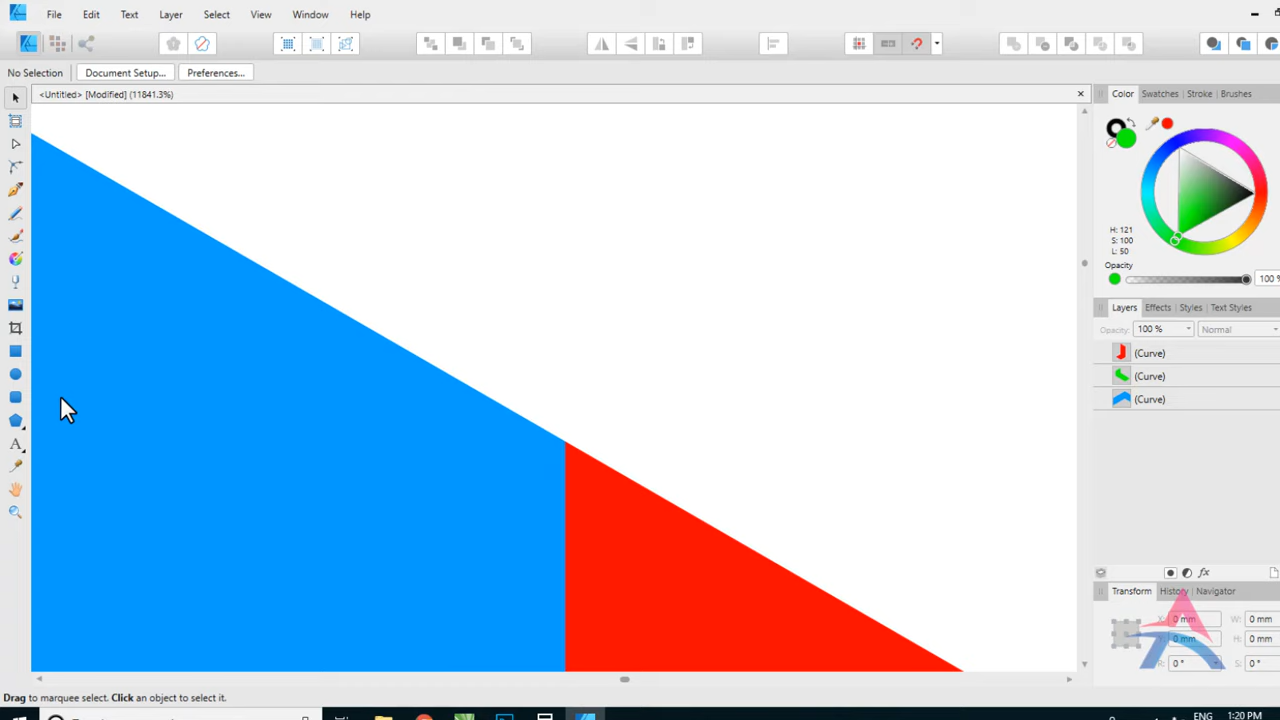 File Edit Text Layer Select View Window Help
No Selection Document Setup... Preferences...
<Untitled> [Modified] (11841.3%)
Color Swatches Stroke Brushes
H: 121
S: 100
L: 50
Opacity
100 %
Layers Effects Styles Text Styles
Opacity: 100 % Normal
(Curve)
(Curve)
(Curve)
fx
Transform History Navigator
X: 0 mm W: 0 mm
Y: 0 mm H: 0 mm
R: 0 ° S: 0 °
Drag to marquee select. Click an object to select it.
ENG 1:20 PM